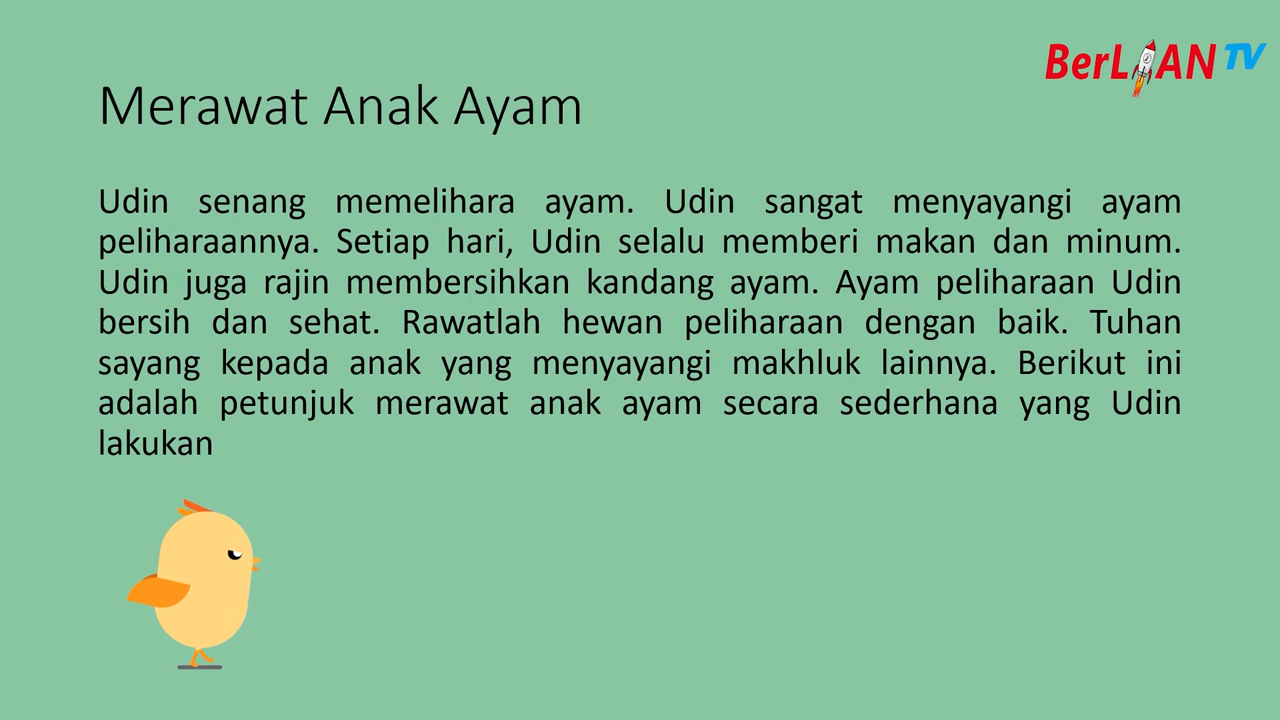 BerLIAN TV
Merawat Anak Ayam
Udin senang memelihara ayam. Udin sangat menyayangi ayam
peliharaannya. Setiap hari, Udin selalu memberi makan dan minum.
Udin juga rajin membersihkan kandang ayam. Ayam peliharaan Udin
bersih dan sehat. Rawatlah hewan peliharaan dengan baik. Tuhan
sayang kepada anak yang menyayangi makhluk lainnya. Berikut ini
adalah petunjuk merawat anak ayam secara sederhana yang Udin
lakukan